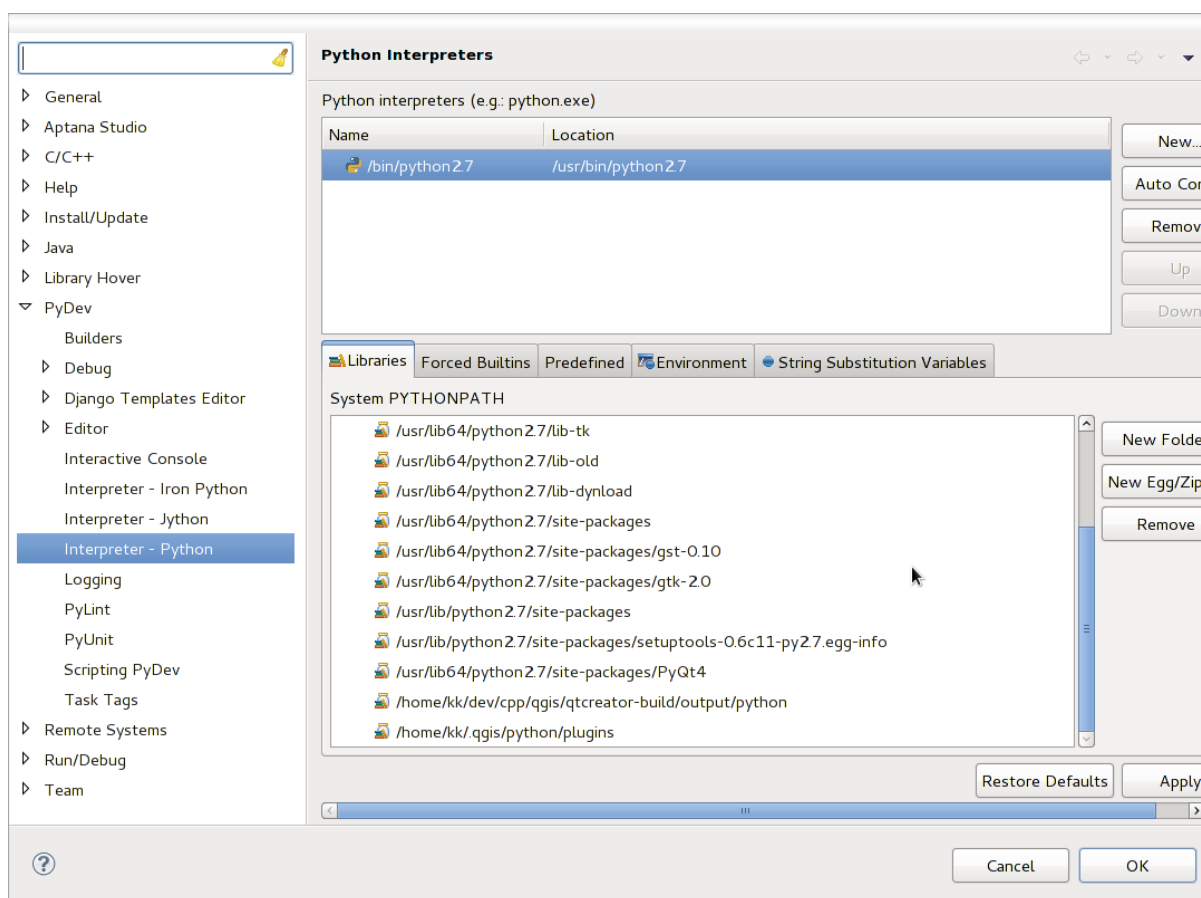 Python Interpreters
General
Aptana Studio
C/C++
Help
Install/Update
Java
Library Hover
PyDev
Builders
Debug
Django Templates Editor
Editor
Interactive Console
Interpreter - Iron Python
Interpreter - Jython
Interpreter - Python
Logging
PyLint
PyUnit
Scripting PyDev
Task Tags
Remote Systems
Run/Debug
Team
Python interpreters (e.g.: python.exe)
Name Location
/bin/python2.7 /usr/bin/python2.7
New...
Auto Con
Remov
Up
Down
Libraries Forced Builtins Predefined Environment String Substitution Variables
System PYTHONPATH
/usr/lib64/python2.7/lib-tk
/usr/lib64/python2.7/lib-old
/usr/lib64/python2.7/lib-dynload
/usr/lib64/python2.7/site-packages
/usr/lib64/python2.7/site-packages/gst-0.10
/usr/lib64/python2.7/site-packages/gtk-2.0
/usr/lib/python2.7/site-packages
/usr/lib/python2.7/site-packages/setuptools-0.6c11-py2.7.egg-info
/usr/lib64/python2.7/site-packages/PyQt4
/home/kk/dev/cpp/qgis/qtcreator-build/output/python
/home/kk/.qgis/python/plugins
New Folde
New Egg/Zip
Remove
Restore Defaults Apply
Cancel OK